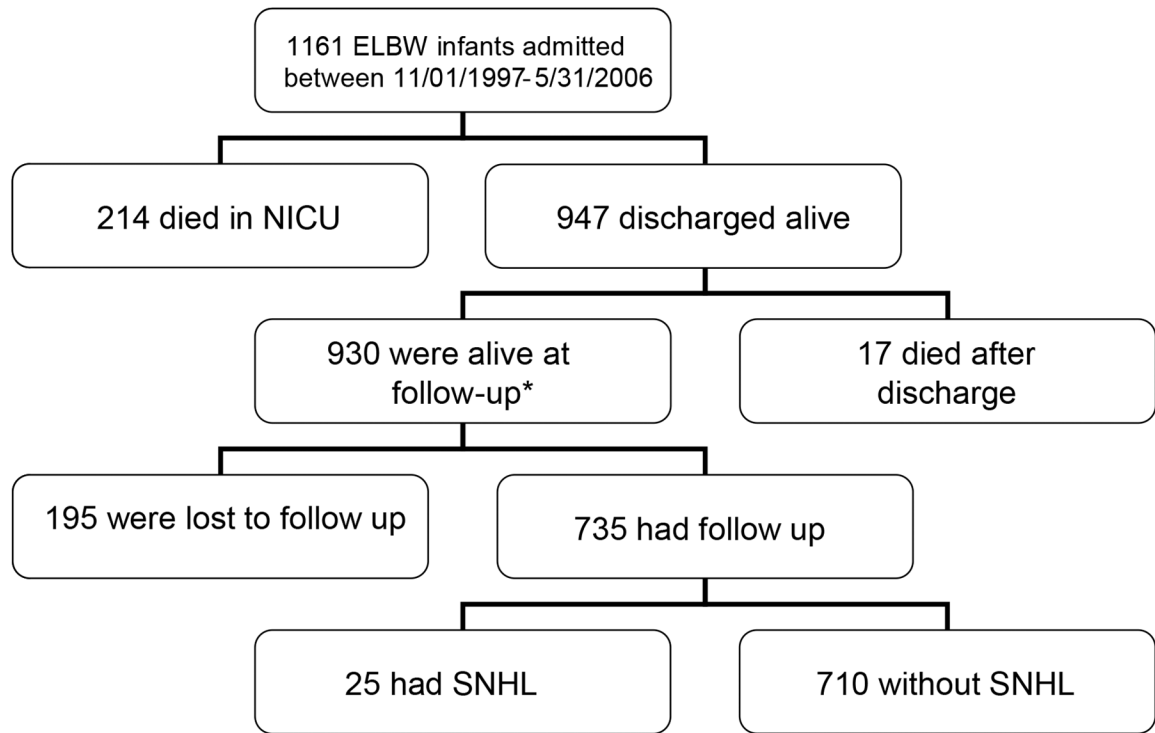 1161 ELBW infants admitted
between 11/01/1997-5/31/2006
214 died in NICU
947 discharged alive
930 were alive at
follow-up*
17 died after
discharge
195 were lost to follow up
735 had follow up
25 had SNHL
710 without SNHL